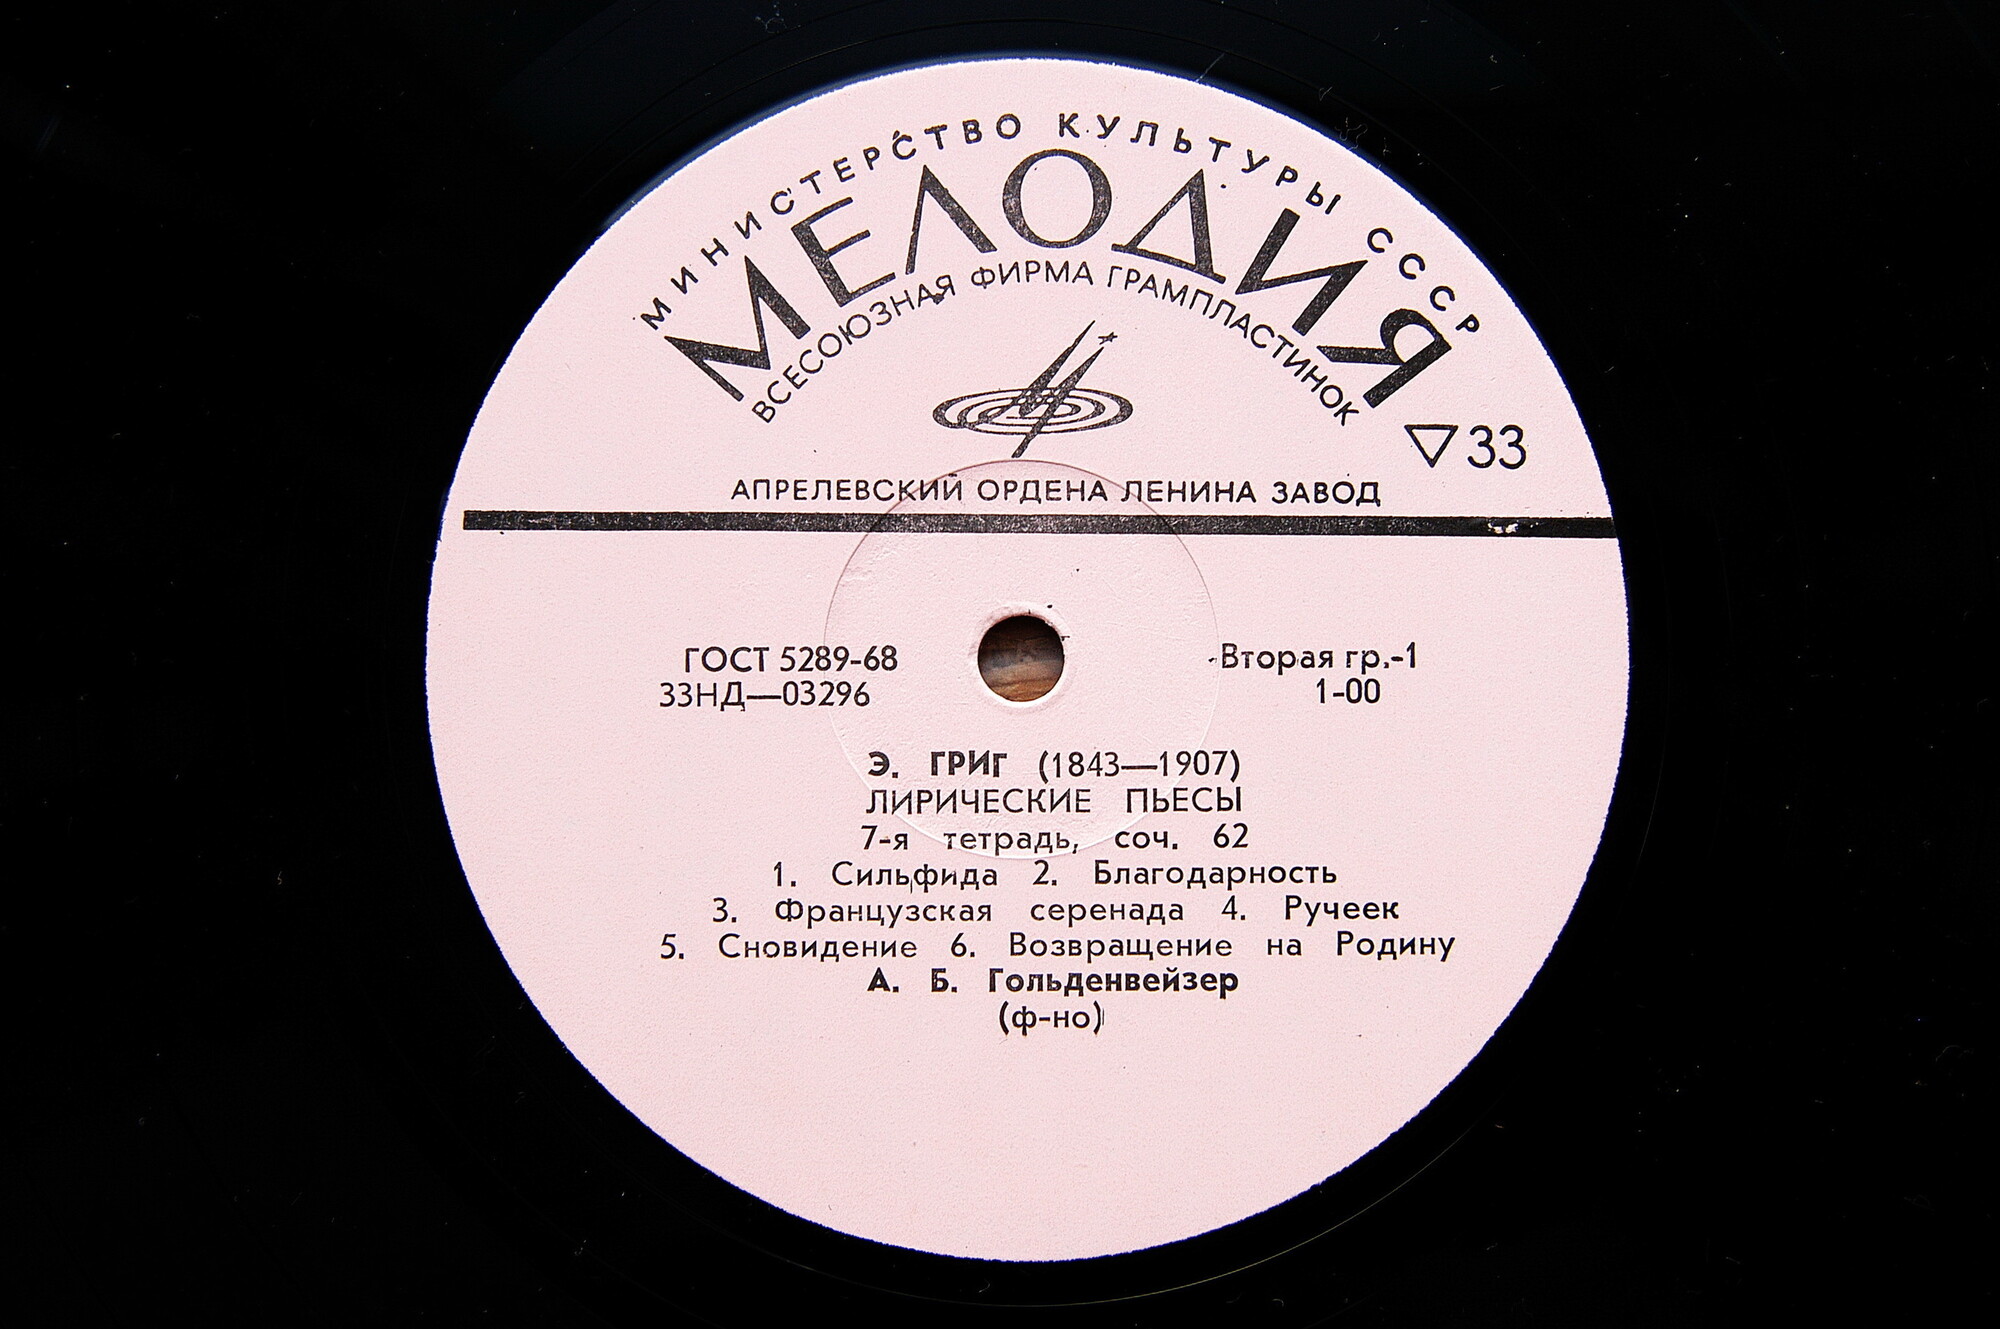 МИНИСТЕРСТВО КУЛЬТУРЫ СССР
МЕЛОДИЯ
ВСЕСОЮЗНАЯ ФИРМА ГРАМПЛАСТИНОК
▽33
АПРЕЛЕВСКИЙ ОРДЕНА ЛЕНИНА ЗАВОД
ГОСТ 5289-68
33НД—03296
Вторая гр.-1
1-00
Э. ГРИГ (1843—1907)
ЛИРИЧЕСКИЕ ПЬЕСЫ
7-я тетрадь, соч. 62
1. Сильфида 2. Благодарность
3. Французская серенада 4. Ручеек
5. Сновидение 6. Возвращение на Родину
А. Б. Гольденвейзер
(ф-но)